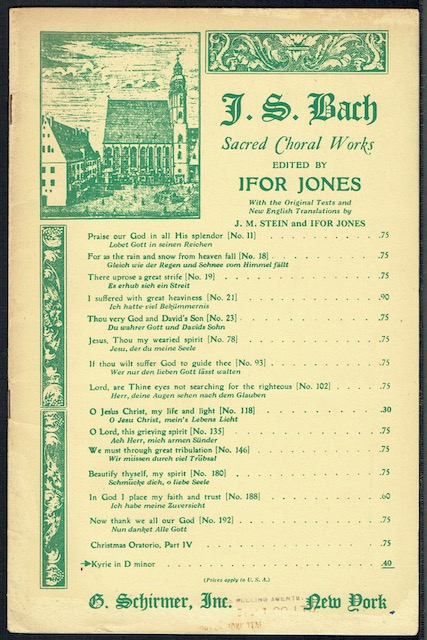 J. S. Bach
Sacred Choral Works
EDITED BY
IFOR JONES
With the Original Texts and
New English Translations by
J. M. STEIN and IFOR JONES
Praise our God in all His splendor [No. 11] .75
Lobet Gott in seinen Reichen
For as the rain and snow from heaven fall [No. 18] .75
Gleich wie der Regen und Schnee vom Himmel fällt
There uprose a great strife [No. 19] .75
Es erhub sich ein Streit
I suffered with great heaviness [No. 21] .90
Ich hatte viel Bekümmernis
Thou very God and David's Son [No. 23] .75
Du wahrer Gott und Davids Sohn
Jesus, Thou my wearied spirit [No. 78] .75
Jesu, der du meine Seele
If thou wilt suffer God to guide thee [No. 93] .75
Wer nur den lieben Gott lässt walten
Lord, are Thine eyes not searching for the righteous [No. 102] .75
Herr, deine Augen sehen nach dem Glauben
O Jesus Christ, my life and light [No. 118] .30
O Jesu Christ, mein's Lebens Licht
O Lord, this grieving spirit [No. 135] .75
Ach Herr, mich armen Sünder
We must through great tribulation [No. 146] .75
Wir müssen durch viel Trübsal
Beautify thyself, my spirit [No. 180] .75
Schmücke dich, o liebe Seele
In God I place my faith and trust [No. 188] .60
Ich habe meine Zuversicht
Now thank we all our God [No. 192] .75
Nun danket Alle Gott
Christmas Oratorio, Part IV .75
Kyrie in D minor .40
(Prices apply to U. S. A.)
G. Schirmer, Inc. New York